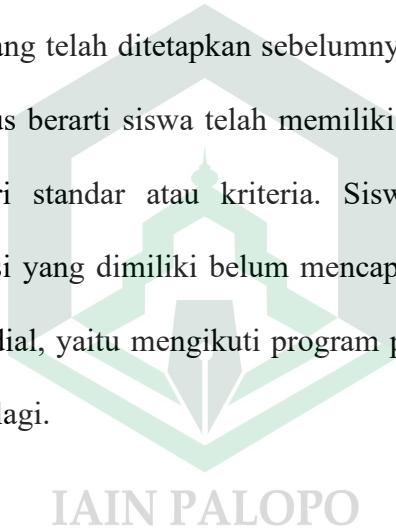 ang telah ditetapkan sebelumny
us berarti siswa telah memiliki
ri standar atau kriteria. Sisw
si yang dimiliki belum mencap
dial, yaitu mengikuti program p
lagi.
IAIN PALOPO